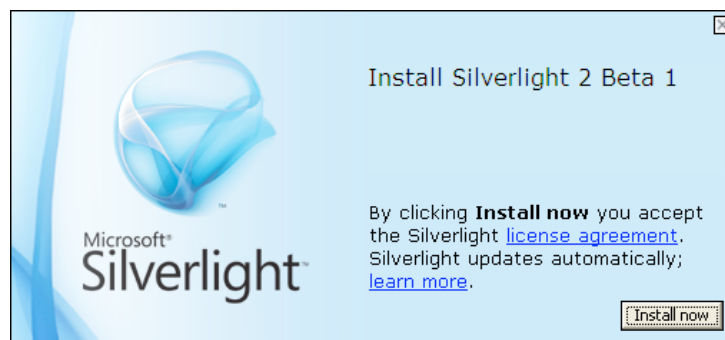 Install Silverlight 2 Beta 1
Microsoft®
Silverlight™
By clicking Install now you accept
the Silverlight license agreement.
Silverlight updates automatically;
learn more.
Install now